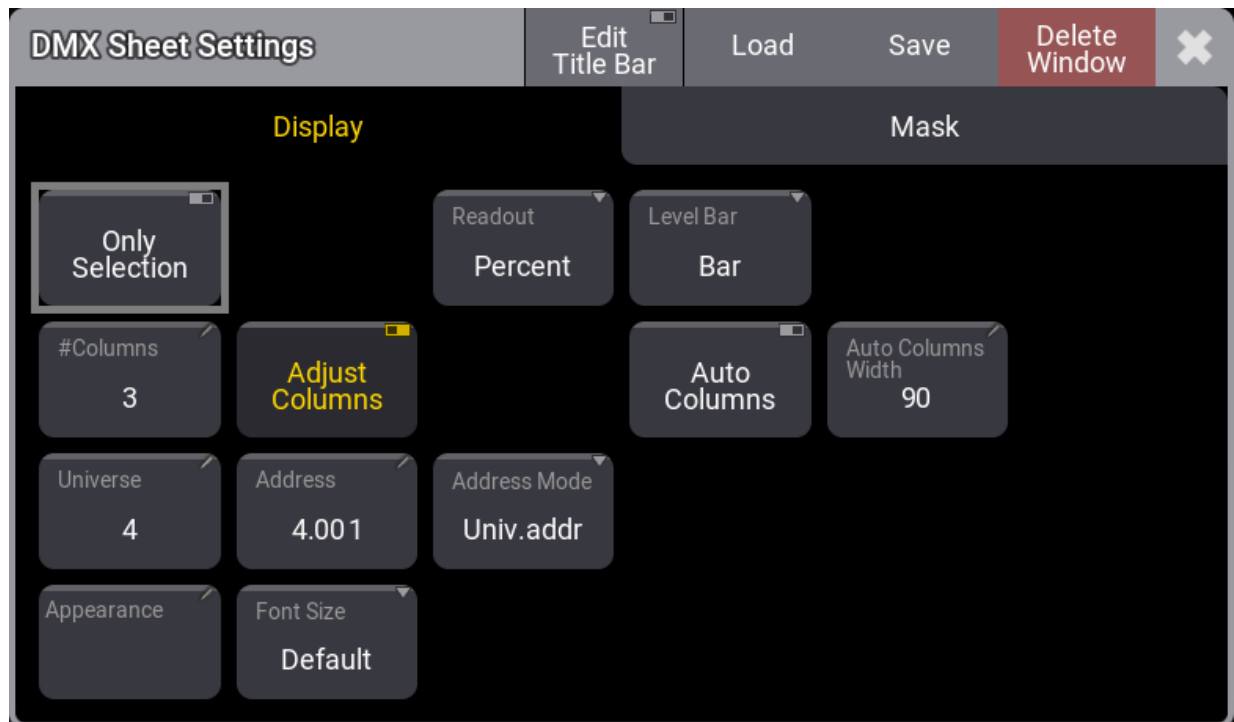 DMX Sheet Settings
Edit
Title Bar
Load
Save
Delete
Window
Display
Mask
Only
Selection
Readout
Percent
Level Bar
Bar
#Columns
3
Adjust
Columns
Auto
Columns
Auto Columns
Width
90
Universe
4
Address
4.001
Address Mode
Univ.addr
Appearance
Font Size
Default